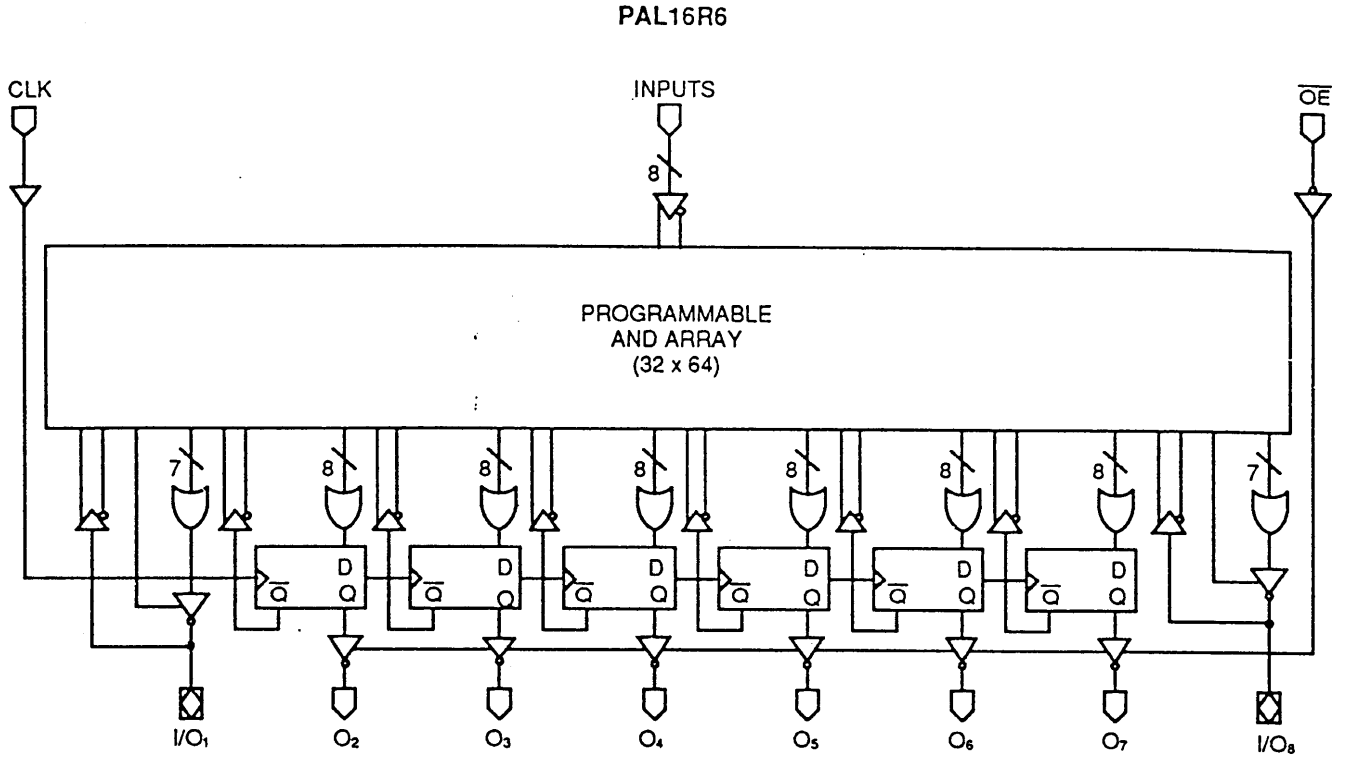 PAL16R6
CLK
INPUTS
O̅E̅
8
PROGRAMMABLE
AND ARRAY
(32 x 64)
7 8 8 8 8 8 8 7
D D D D D D
Q̅ Q Q̅ Q Q̅ Q Q̅ Q Q̅ Q Q̅ Q
I/O₁ O₂ O₃ O₄ O₅ O₆ O₇ I/O₈